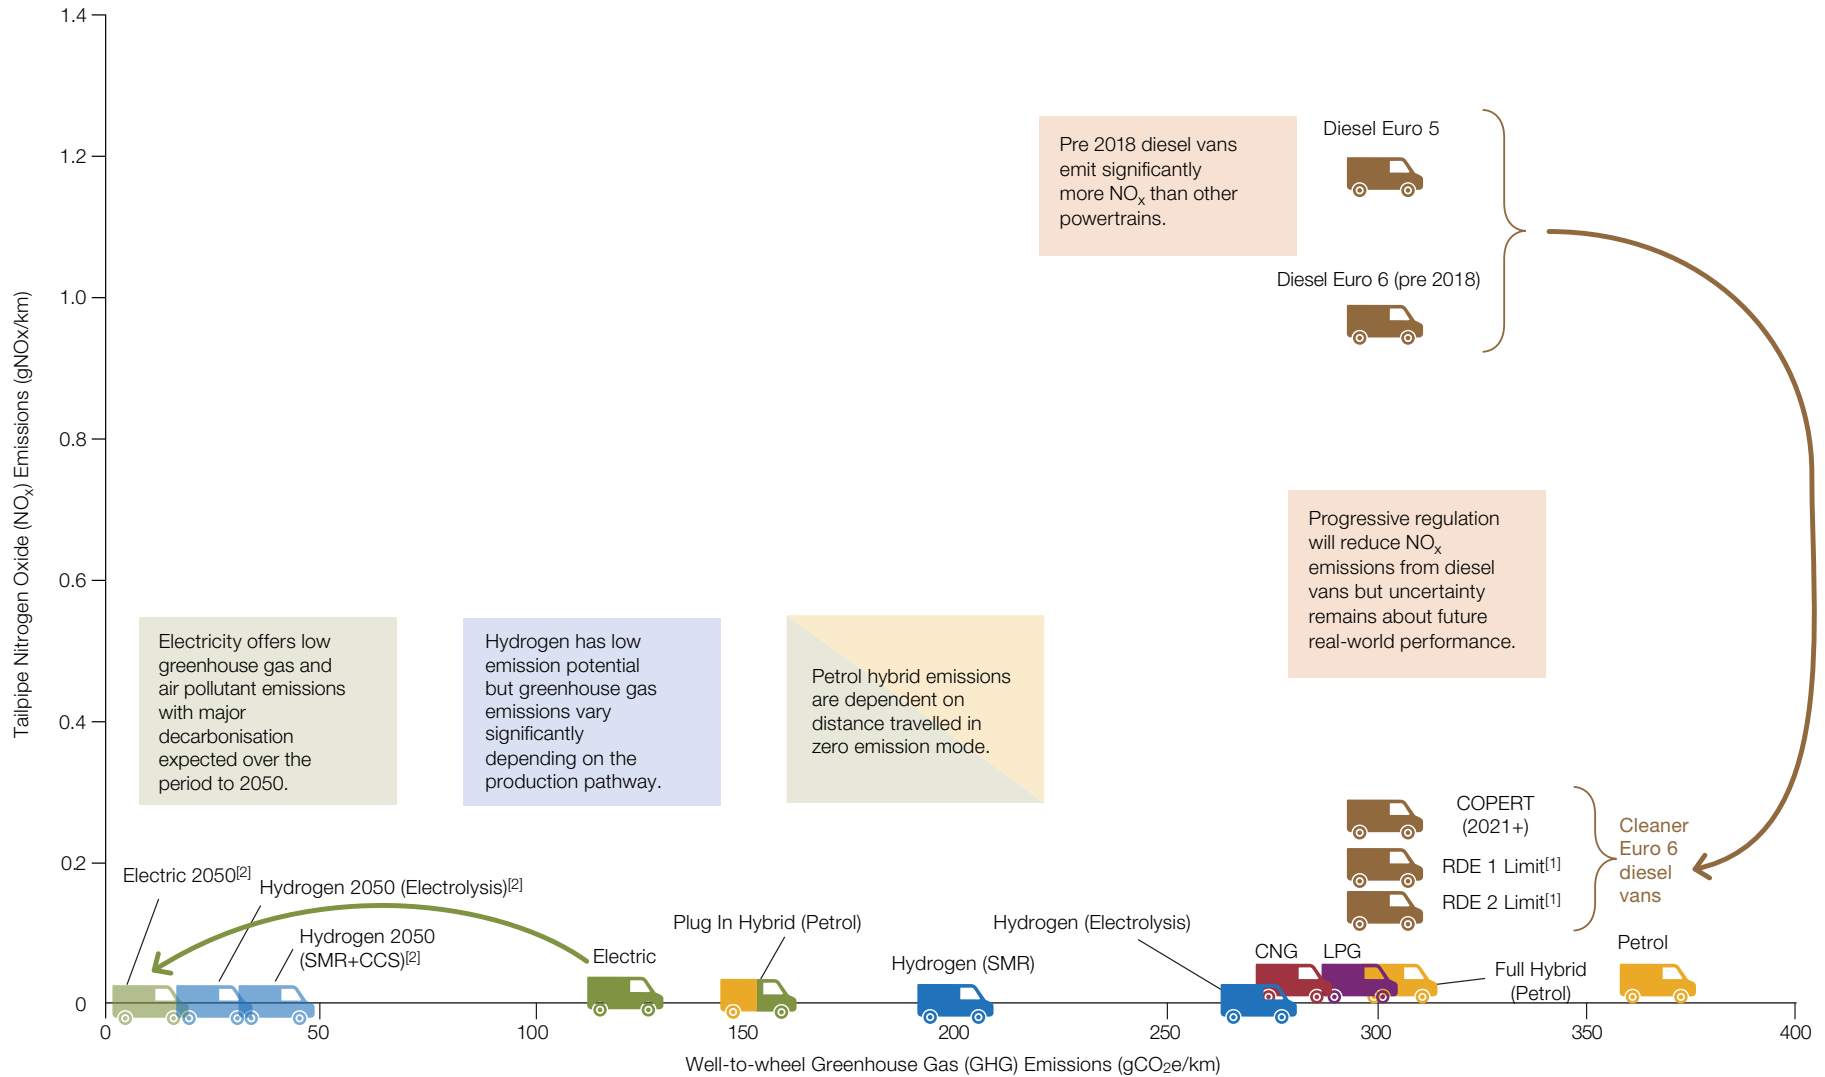 1.4
1.2
1.0
0.8
0.6
0.4
0.2
0
Tailpipe Nitrogen Oxide (NOx) Emissions (gNOx/km)
Pre 2018 diesel vans
emit significantly
more NOx than other
powertrains.
Diesel Euro 5
Diesel Euro 6 (pre 2018)
Progressive regulation
will reduce NOx
emissions from diesel
vans but uncertainty
remains about future
real-world performance.
Electricity offers low
greenhouse gas and
air pollutant emissions
with major
decarbonisation
expected over the
period to 2050.
Hydrogen has low
emission potential
but greenhouse gas
emissions vary
significantly
depending on the
production pathway.
Petrol hybrid emissions
are dependent on
distance travelled in
zero emission mode.
COPERT
(2021+)
RDE 1 Limit[1]
RDE 2 Limit[1]
Cleaner
Euro 6
diesel
vans
Electric 2050[2]
Hydrogen 2050 (Electrolysis)[2]
Hydrogen 2050
(SMR+CCS)[2]
Electric
Plug In Hybrid (Petrol)
Hydrogen (SMR)
Hydrogen (Electrolysis)
CNG
LPG
Full Hybrid
(Petrol)
Petrol
0
50
100
150
200
250
300
350
400
Well-to-wheel Greenhouse Gas (GHG) Emissions (gCO2e/km)